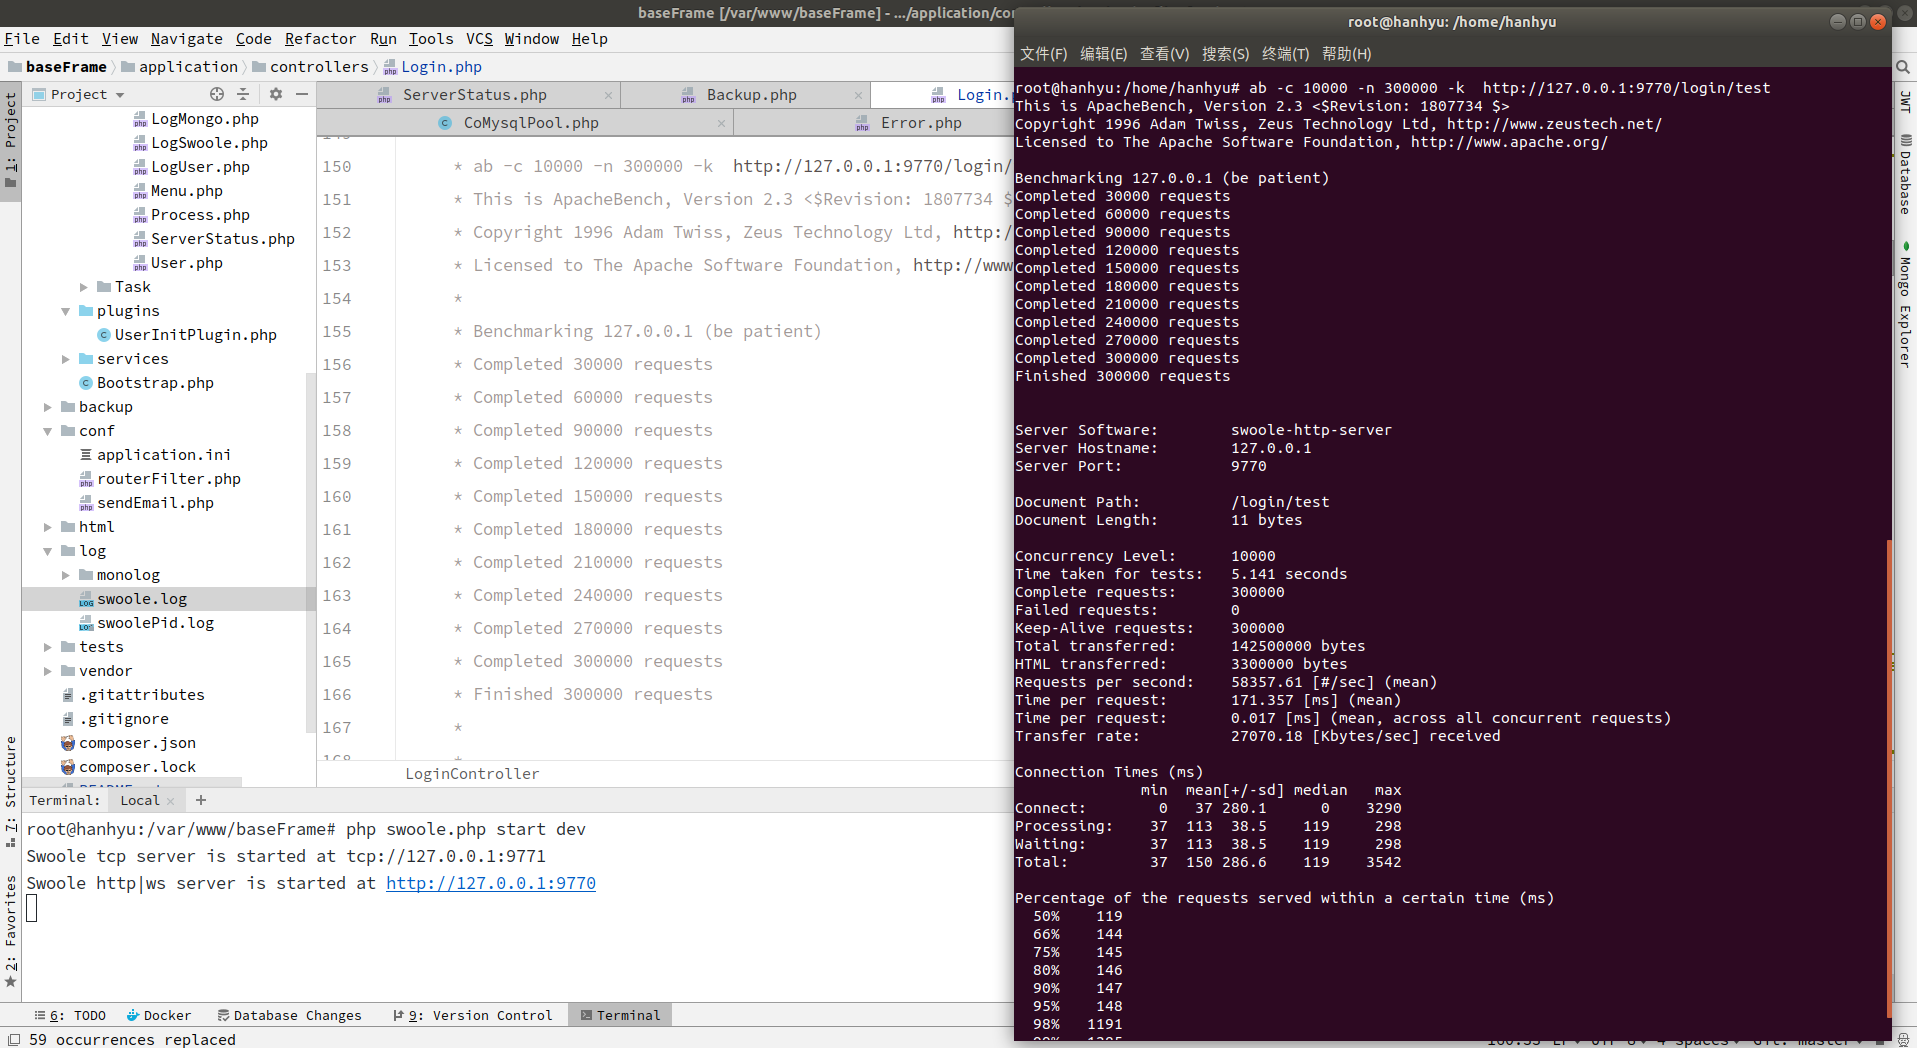 baseFrame [/var/www/baseFrame] - .../application/con
File Edit View Navigate Code Refactor Run Tools VCS Window Help
baseFrame application controllers Login.php
1: Project
7: Structure
2: Favorites
Project
LogMongo.php
LogSwoole.php
LogUser.php
Menu.php
Process.php
ServerStatus.php
User.php
Task
plugins
UserInitPlugin.php
services
Bootstrap.php
backup
conf
application.ini
routerFilter.php
sendEmail.php
html
log
monolog
swoole.log
swoolePid.log
tests
vendor
.gitattributes
.gitignore
composer.json
composer.lock
ServerStatus.php Backup.php Login.
CoMysqlPool.php Error.php
150 * ab -c 10000 -n 300000 -k  http://127.0.0.1:9770/login/
151 * This is ApacheBench, Version 2.3 <$Revision: 1807734 $
152 * Copyright 1996 Adam Twiss, Zeus Technology Ltd, http:/
153 * Licensed to The Apache Software Foundation, http://www
154 *
155 * Benchmarking 127.0.0.1 (be patient)
156 * Completed 30000 requests
157 * Completed 60000 requests
158 * Completed 90000 requests
159 * Completed 120000 requests
160 * Completed 150000 requests
161 * Completed 180000 requests
162 * Completed 210000 requests
163 * Completed 240000 requests
164 * Completed 270000 requests
165 * Completed 300000 requests
166 * Finished 300000 requests
167 *
168 *
LoginController
Terminal: Local +
root@hanhyu:/var/www/baseFrame# php swoole.php start dev
Swoole tcp server is started at tcp://127.0.0.1:9771
Swoole http|ws server is started at http://127.0.0.1:9770
6: TODO Docker Database Changes 9: Version Control Terminal
59 occurrences replaced
root@hanhyu: /home/hanhyu
文件(F) 编辑(E) 查看(V) 搜索(S) 终端(T) 帮助(H)
root@hanhyu:/home/hanhyu# ab -c 10000 -n 300000 -k  http://127.0.0.1:9770/login/test
This is ApacheBench, Version 2.3 <$Revision: 1807734 $>
Copyright 1996 Adam Twiss, Zeus Technology Ltd, http://www.zeustech.net/
Licensed to The Apache Software Foundation, http://www.apache.org/
Benchmarking 127.0.0.1 (be patient)
Completed 30000 requests
Completed 60000 requests
Completed 90000 requests
Completed 120000 requests
Completed 150000 requests
Completed 180000 requests
Completed 210000 requests
Completed 240000 requests
Completed 270000 requests
Completed 300000 requests
Finished 300000 requests
Server Software: swoole-http-server
Server Hostname: 127.0.0.1
Server Port: 9770
Document Path: /login/test
Document Length: 11 bytes
Concurrency Level: 10000
Time taken for tests: 5.141 seconds
Complete requests: 300000
Failed requests: 0
Keep-Alive requests: 300000
Total transferred: 142500000 bytes
HTML transferred: 3300000 bytes
Requests per second: 58357.61 [#/sec] (mean)
Time per request: 171.357 [ms] (mean)
Time per request: 0.017 [ms] (mean, across all concurrent requests)
Transfer rate: 27070.18 [Kbytes/sec] received
Connection Times (ms)
min mean[+/-sd] median max
Connect: 0 37 280.1 0 3290
Processing: 37 113 38.5 119 298
Waiting: 37 113 38.5 119 298
Total: 37 150 286.6 119 3542
Percentage of the requests served within a certain time (ms)
50% 119
66% 144
75% 145
80% 146
90% 147
95% 148
98% 1191
JWT
Database
Mongo Explorer